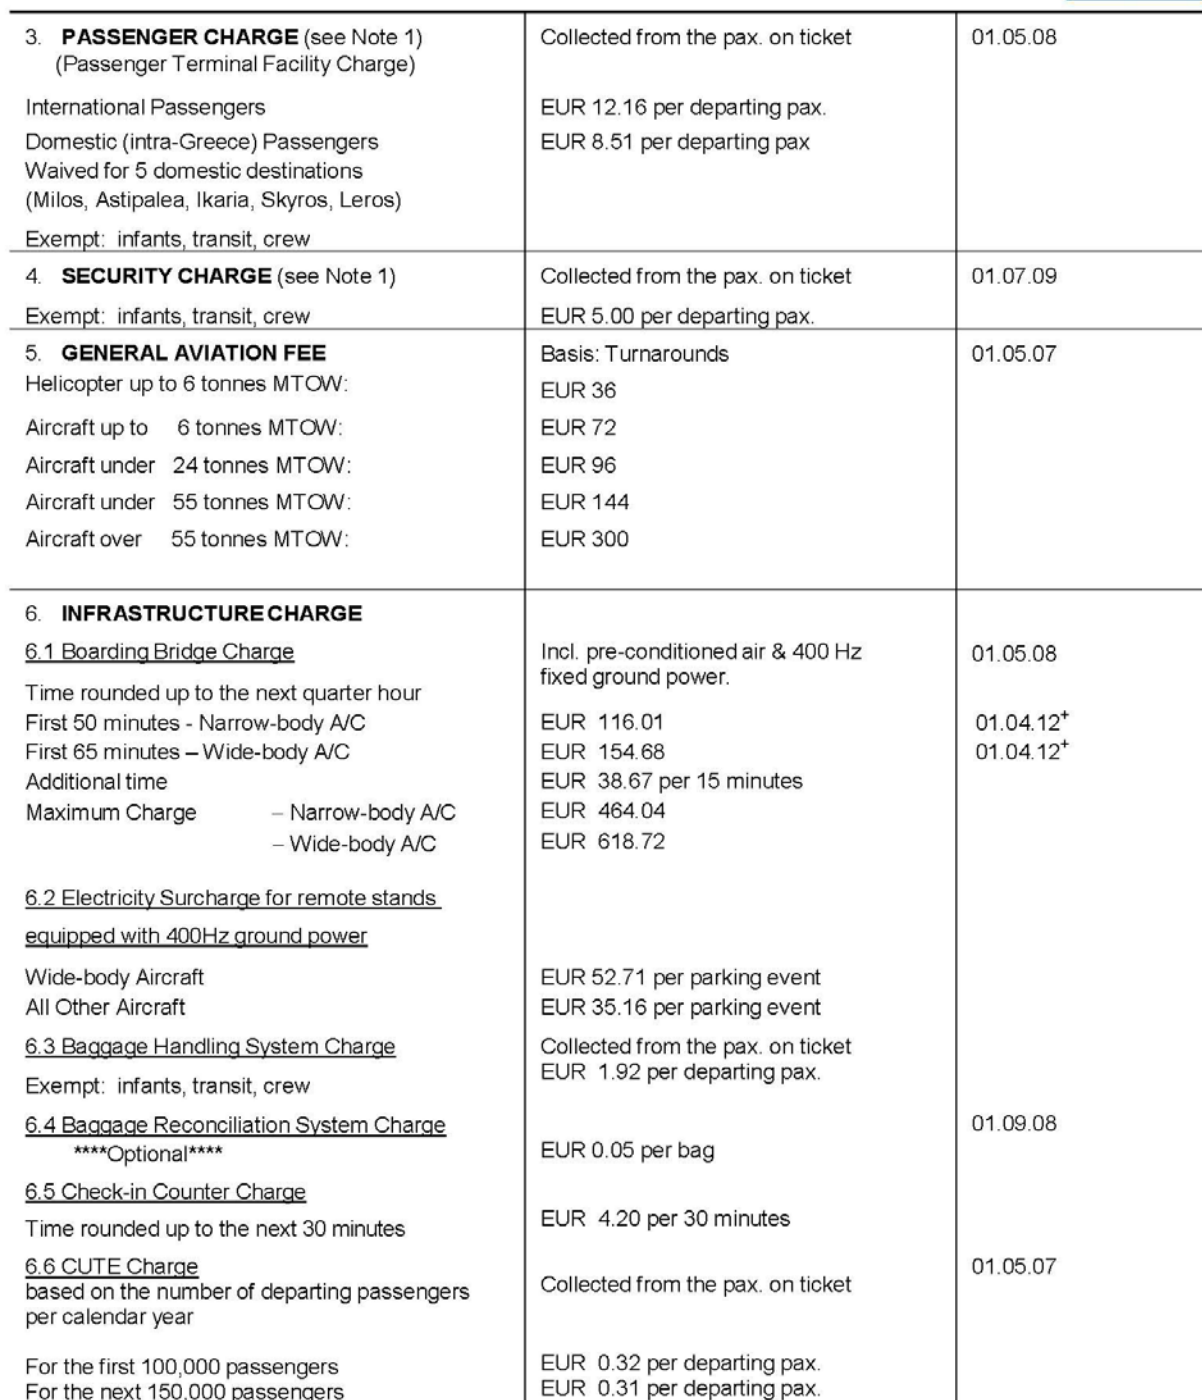 3. PASSENGER CHARGE (see Note 1) Collected from the pax. on ticket 01.05.08
(Passenger Terminal Facility Charge)
International Passengers EUR 12.16 per departing pax.
Domestic (intra-Greece) Passengers EUR 8.51 per departing pax
Waived for 5 domestic destinations
(Milos, Astipalea, Ikaria, Skyros, Leros)
Exempt: infants, transit, crew
4. SECURITY CHARGE (see Note 1) Collected from the pax. on ticket 01.07.09
Exempt: infants, transit, crew EUR 5.00 per departing pax.
5. GENERAL AVIATION FEE Basis: Turnarounds 01.05.07
Helicopter up to 6 tonnes MTOW: EUR 36
Aircraft up to 6 tonnes MTOW: EUR 72
Aircraft under 24 tonnes MTOW: EUR 96
Aircraft under 55 tonnes MTOW: EUR 144
Aircraft over 55 tonnes MTOW: EUR 300
6. INFRASTRUCTURE CHARGE
6.1 Boarding Bridge Charge Incl. pre-conditioned air & 400 Hz 01.05.08
fixed ground power.
Time rounded up to the next quarter hour
First 50 minutes - Narrow-body A/C EUR 116.01 01.04.12+
First 65 minutes – Wide-body A/C EUR 154.68 01.04.12+
Additional time EUR 38.67 per 15 minutes
Maximum Charge – Narrow-body A/C EUR 464.04
– Wide-body A/C EUR 618.72
6.2 Electricity Surcharge for remote stands
equipped with 400Hz ground power
Wide-body Aircraft EUR 52.71 per parking event
All Other Aircraft EUR 35.16 per parking event
6.3 Baggage Handling System Charge Collected from the pax. on ticket
EUR 1.92 per departing pax.
Exempt: infants, transit, crew
6.4 Baggage Reconciliation System Charge 01.09.08
****Optional**** EUR 0.05 per bag
6.5 Check-in Counter Charge
Time rounded up to the next 30 minutes EUR 4.20 per 30 minutes
6.6 CUTE Charge 01.05.07
based on the number of departing passengers Collected from the pax. on ticket
per calendar year
For the first 100,000 passengers EUR 0.32 per departing pax.
For the next 150,000 passengers EUR 0.31 per departing pax.